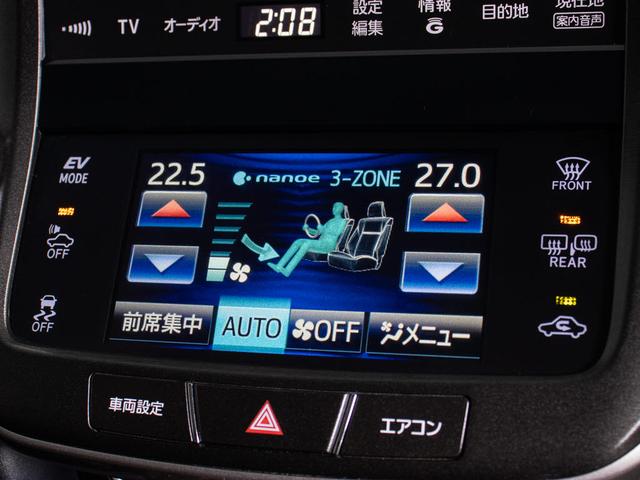 TV オーディオ 2:08 設定 編集 情報 G 目的地 現在地 案内音声
EV MODE
22.5 nanoe 3-ZONE 27.0
FRONT
OFF
REAR
OFF
前席集中 AUTO OFF メニュー
車両設定 エアコン